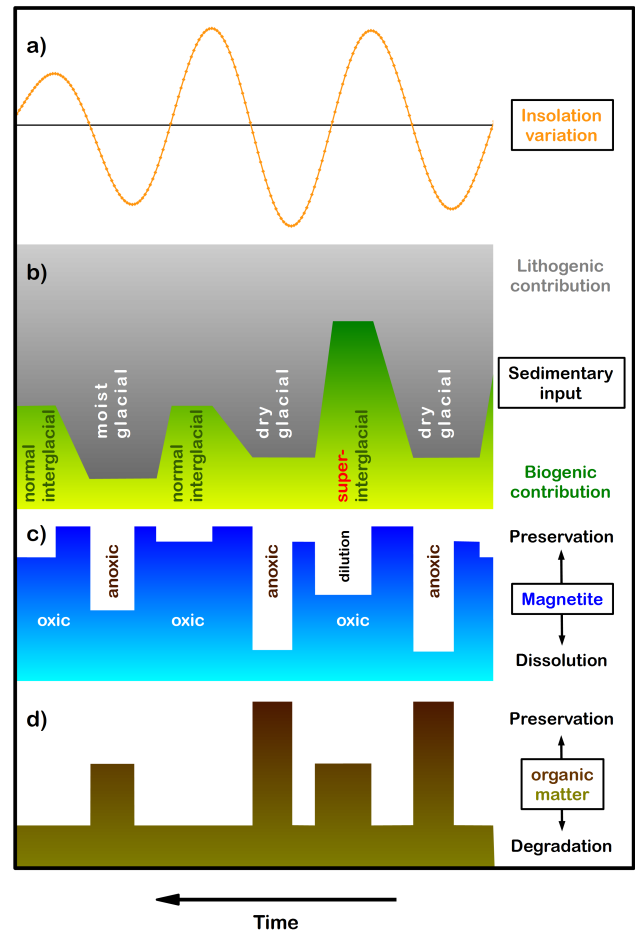 a)
Insolation
variation
b)
Lithogenic
contribution
Sedimentary
input
Biogenic
contribution
normal
interglacial
moist
glacial
normal
interglacial
dry
glacial
super-interglacial
dry
glacial
c)
oxic
anoxic
oxic
anoxic
dilution
oxic
anoxic
Preservation
Magnetite
Dissolution
d)
Preservation
organic
matter
Degradation
Time